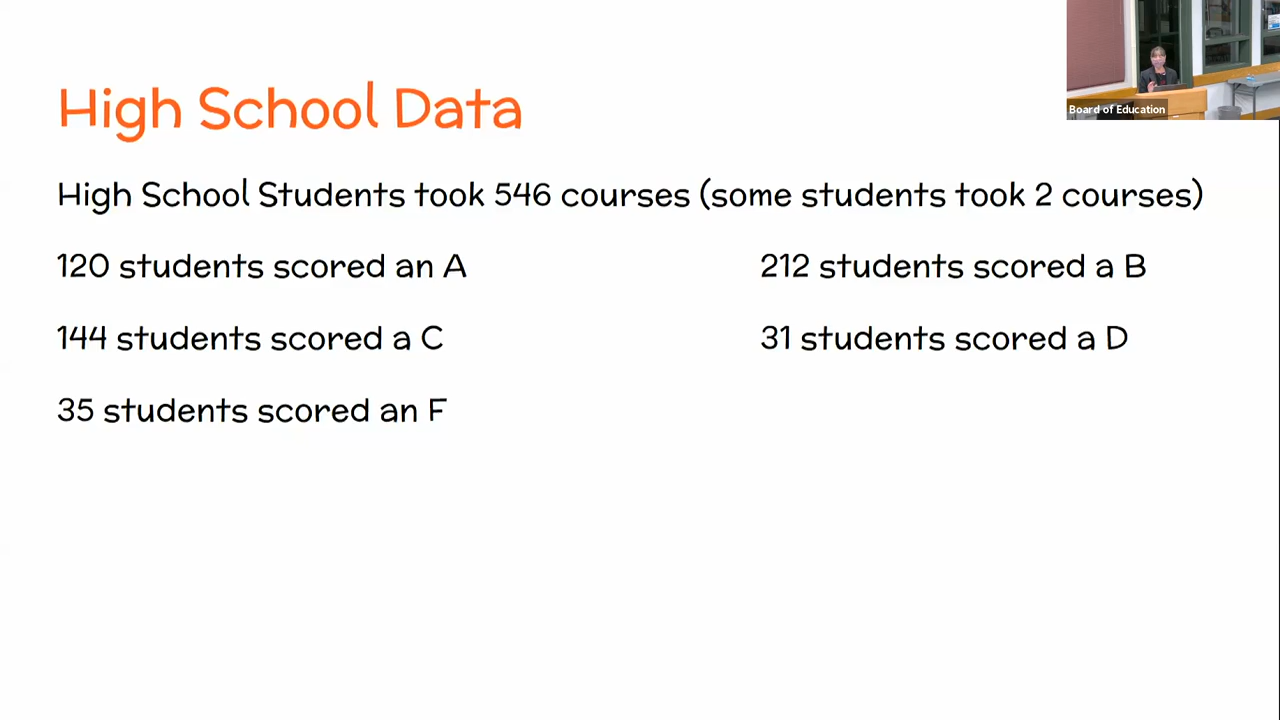 High School Data
Board of Education
High School Students took 546 courses (some students took 2 courses)
120 students scored an A
212 students scored a B
144 students scored a C
31 students scored a D
35 students scored an F